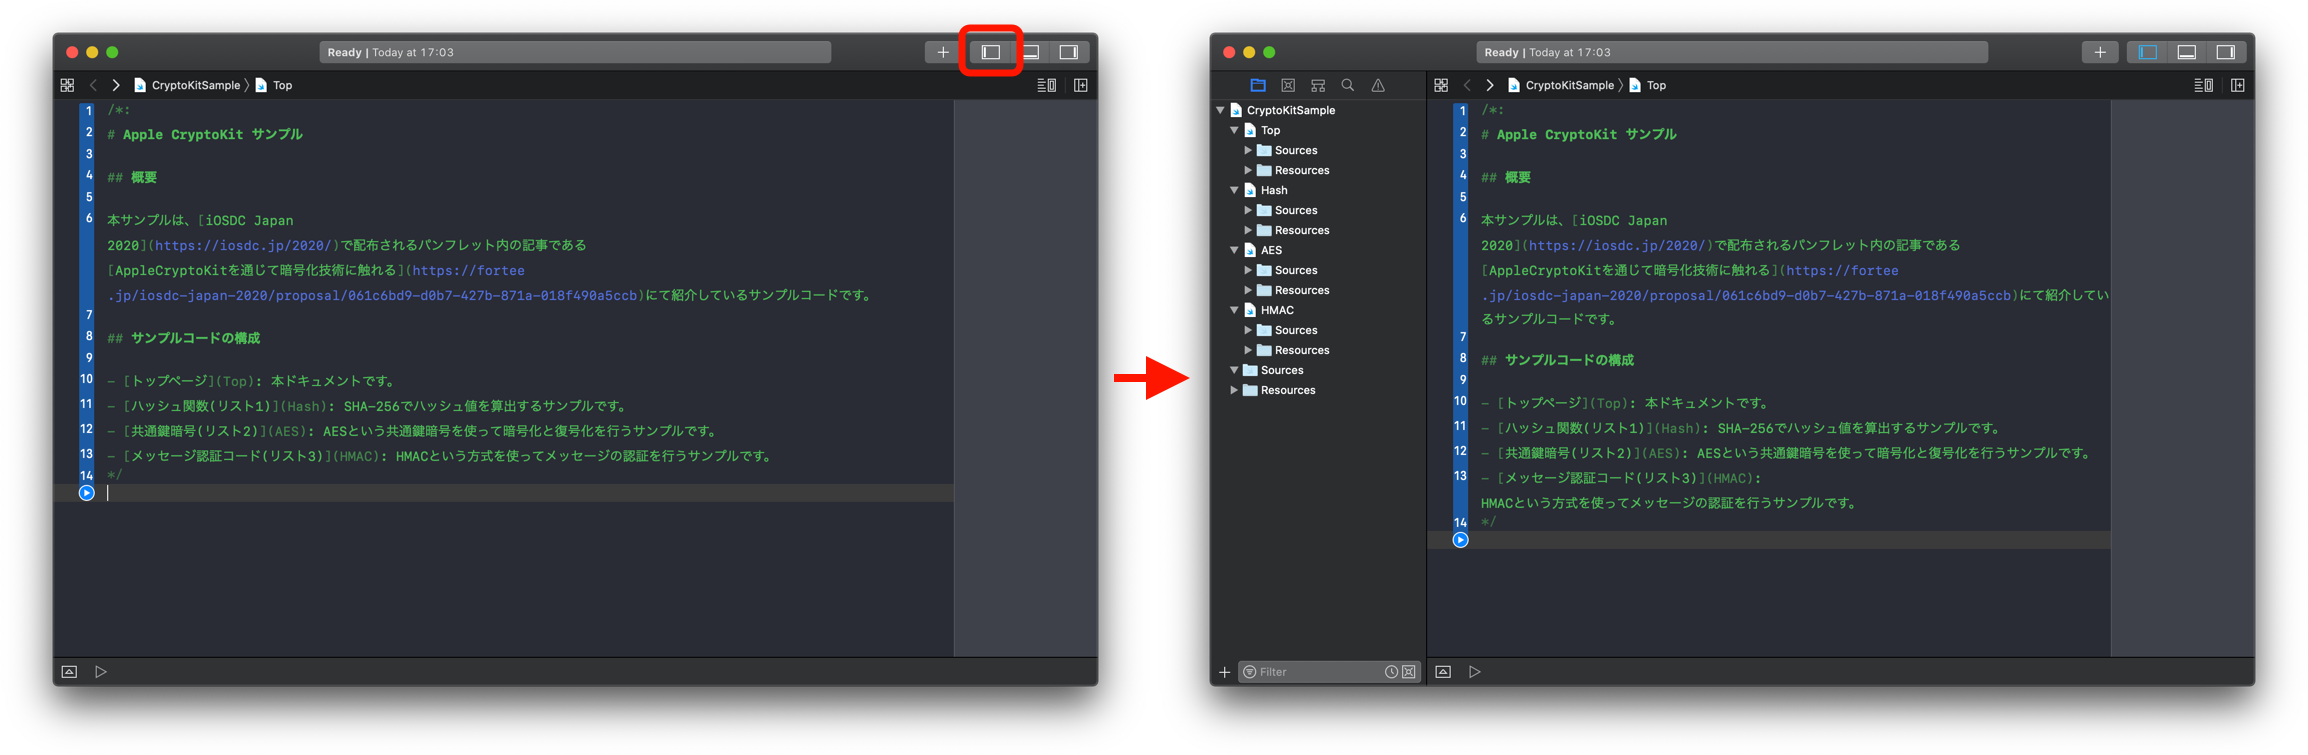 Ready | Today at 17:03
CryptoKitSample 〉 Top
1 /*:
2 # Apple CryptoKit サンプル
3
4 ## 概要
5
6 本サンプルは、[iOSDC Japan
2020](https://iosdc.jp/2020/)で配布されるパンフレット内の記事である
[AppleCryptoKitを通じて暗号化技術に触れる](https://fortee
.jp/iosdc-japan-2020/proposal/061c6bd9-d0b7-427b-871a-018f490a5ccb)にて紹介しているサンプルコードです。
7
8 ## サンプルコードの構成
9
10 - [トップページ](Top): 本ドキュメントです。
11 - [ハッシュ関数(リスト1)](Hash): SHA-256でハッシュ値を算出するサンプルです。
12 - [共通鍵暗号(リスト2)](AES): AESという共通鍵暗号を使って暗号化と復号化を行うサンプルです。
13 - [メッセージ認証コード(リスト3)](HMAC): HMACという方式を使ってメッセージの認証を行うサンプルです。
14 */
Ready | Today at 17:03
CryptoKitSample
Top
Sources
Resources
Hash
Sources
Resources
AES
Sources
Resources
HMAC
Sources
Resources
Sources
Resources
Filter
CryptoKitSample 〉 Top
1 /*:
2 # Apple CryptoKit サンプル
3
4 ## 概要
5
6 本サンプルは、[iOSDC Japan
2020](https://iosdc.jp/2020/)で配布されるパンフレット内の記事である
[AppleCryptoKitを通じて暗号化技術に触れる](https://fortee
.jp/iosdc-japan-2020/proposal/061c6bd9-d0b7-427b-871a-018f490a5ccb)にて紹介してい
るサンプルコードです。
7
8 ## サンプルコードの構成
9
10 - [トップページ](Top): 本ドキュメントです。
11 - [ハッシュ関数(リスト1)](Hash): SHA-256でハッシュ値を算出するサンプルです。
12 - [共通鍵暗号(リスト2)](AES): AESという共通鍵暗号を使って暗号化と復号化を行うサンプルです。
13 - [メッセージ認証コード(リスト3)](HMAC):
HMACという方式を使ってメッセージの認証を行うサンプルです。
14 */